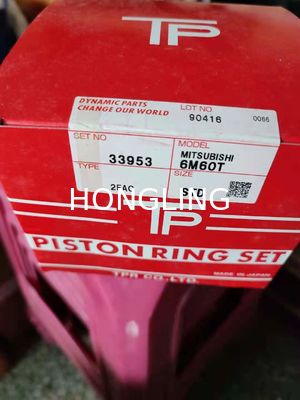 TP
DYNAMIC PARTS
CHANGE OUR WORLD
LOT NO
90416 0066
SET NO
33953
MODEL
MITSUBISHI
6M60T
TYPE
SIZE
STD
HONGLING
TP
PISTON RING SET
TPR CO., LTD.
MADE IN JAPAN